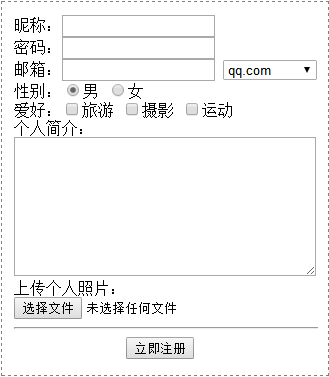 昵称：
密码：
邮箱： qq.com
性别： 男 女
爱好： 旅游 摄影 运动
个人简介：
上传个人照片：
选择文件 未选择任何文件
立即注册